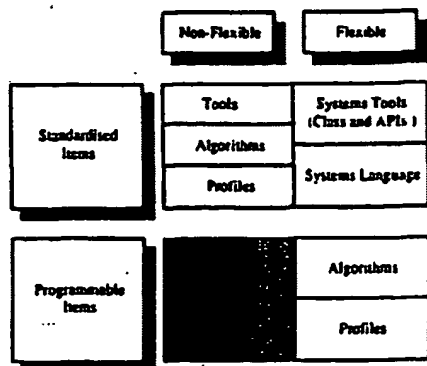 Non-Flexible
Flexible
Standardised
Items
Tools
Algorithms
Profiles
Systems Tools
(Class and APIs )
Systems Language
Programmable
Items
Algorithms
Profiles